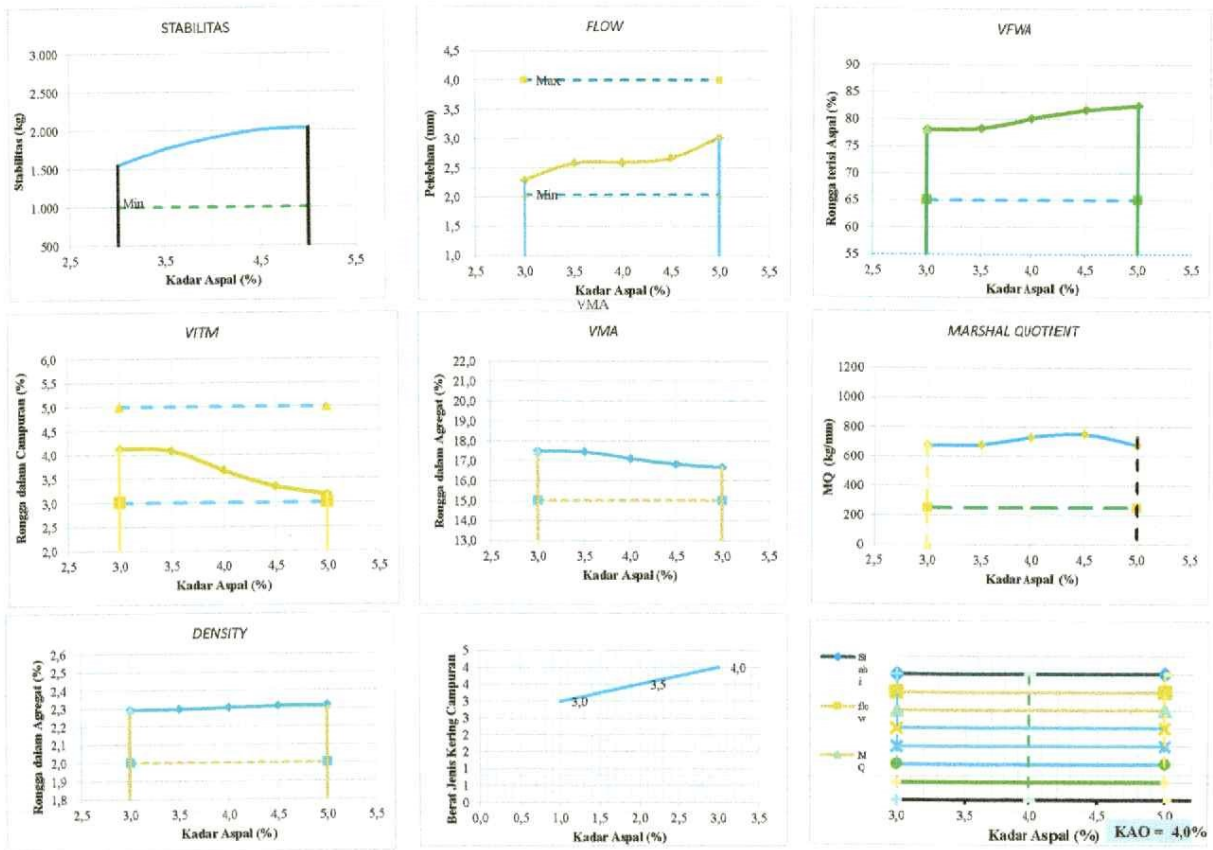 STABILITAS
3.000
2.500
2.000
1.500
1.000
500
Min
Stabilitas (kg)
2,5 3,5 4,5 5,5
Kadar Aspal (%)
FLOW
4,5
4,0
3,5
3,0
2,5
2,0
1,5
1,0
Max
Min
Pelelehan (mm)
2,5 3,0 3,5 4,0 4,5 5,0 5,5
Kadar Aspal (%)
VFWA
90
85
80
75
70
65
60
55
Rongga terisi Aspal (%)
2,5 3,0 3,5 4,0 4,5 5,0 5,5
Kadar Aspal (%)
VMA
VITM
6,0
5,5
5,0
4,5
4,0
3,5
3,0
2,5
2,0
Rongga dalam Campuran (%)
2,5 3,0 3,5 4,0 4,5 5,0 5,5
Kadar Aspal (%)
VMA
22,0
21,0
20,0
19,0
18,0
17,0
16,0
15,0
14,0
13,0
Rongga dalam Agregat (%)
2,5 3,0 3,5 4,0 4,5 5,0 5,5
Kadar Aspal (%)
MARSHAL QUOTIENT
1200
1000
800
600
400
200
0
MQ (kg/mm)
2,5 3,0 3,5 4,0 4,5 5,0 5,5
Kadar Aspal (%)
DENSITY
2,6
2,5
2,4
2,3
2,2
2,1
2,0
1,9
1,8
Rongga dalam Agregat (%)
2,5 3,0 3,5 4,0 4,5 5,0 5,5
Kadar Aspal (%)
5
4
4
3
3
2
2
1
1
0
3,0
3,5
4,0
Berat Jenis Kering Campuran
0,0 0,5 1,0 1,5 2,0 2,5 3,0 3,5
Kadar Aspal (%)
St
ab
i
flo
w
M
Q
3,0 3,5 4,0 4,5 5,0
Kadar Aspal (%)
KAO = 4,0%